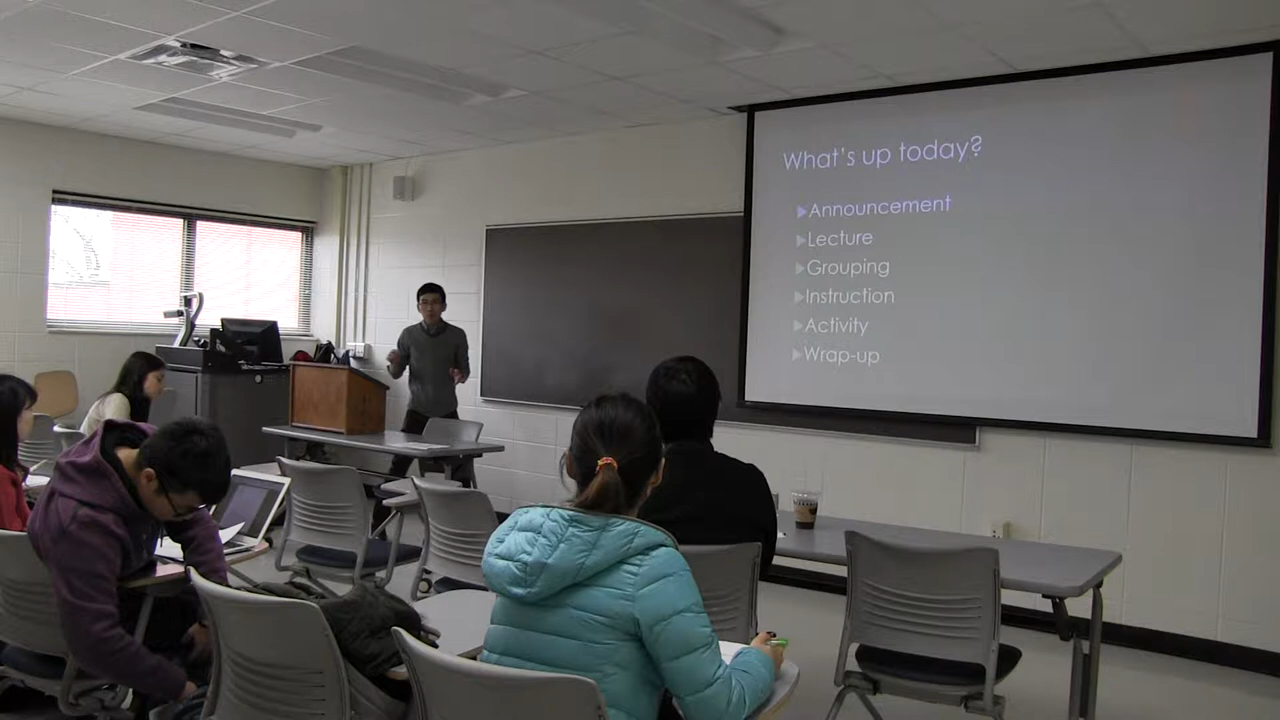 What's up today?
Announcement
Lecture
Grouping
Instruction
Activity
Wrap-up